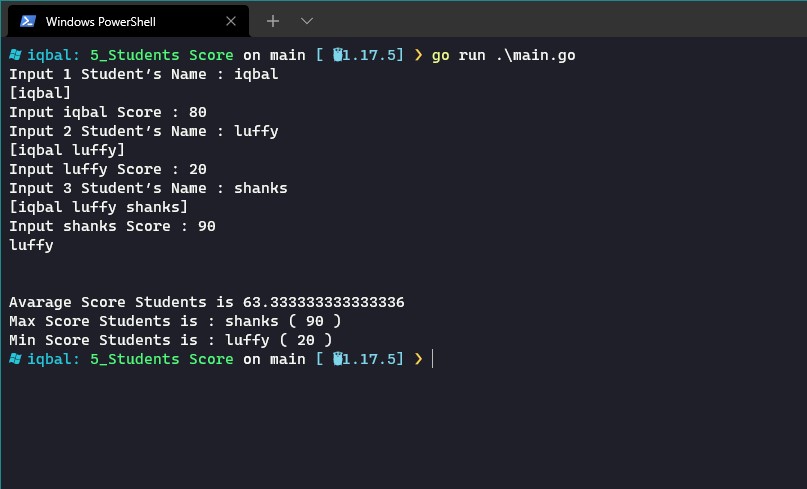 Windows PowerShell
iqbal: 5_Students Score on main [ 1.17.5] ❯ go run .\main.go
Input 1 Student’s Name : iqbal
[iqbal]
Input iqbal Score : 80
Input 2 Student’s Name : luffy
[iqbal luffy]
Input luffy Score : 20
Input 3 Student’s Name : shanks
[iqbal luffy shanks]
Input shanks Score : 90
luffy
Avarage Score Students is 63.333333333333336
Max Score Students is : shanks ( 90 )
Min Score Students is : luffy ( 20 )
iqbal: 5_Students Score on main [ 1.17.5] ❯